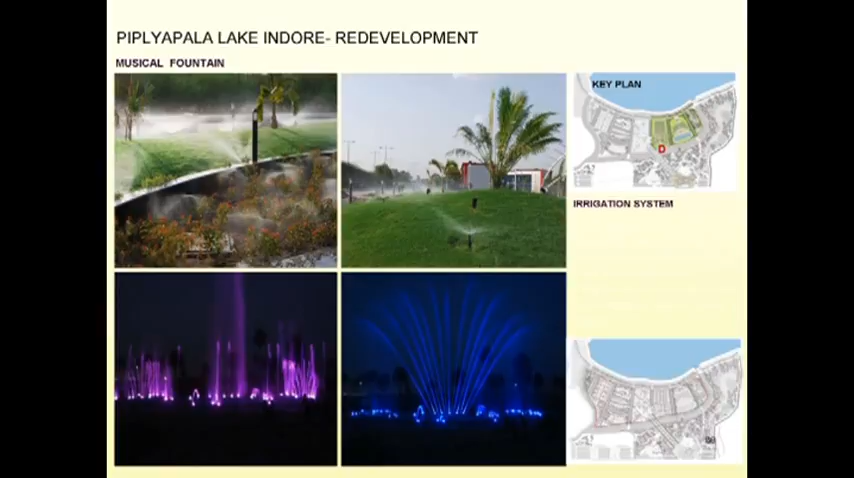 PIPLYAPALA LAKE INDORE- REDEVELOPMENT
MUSICAL FOUNTAIN
KEY PLAN
D
IRRIGATION SYSTEM